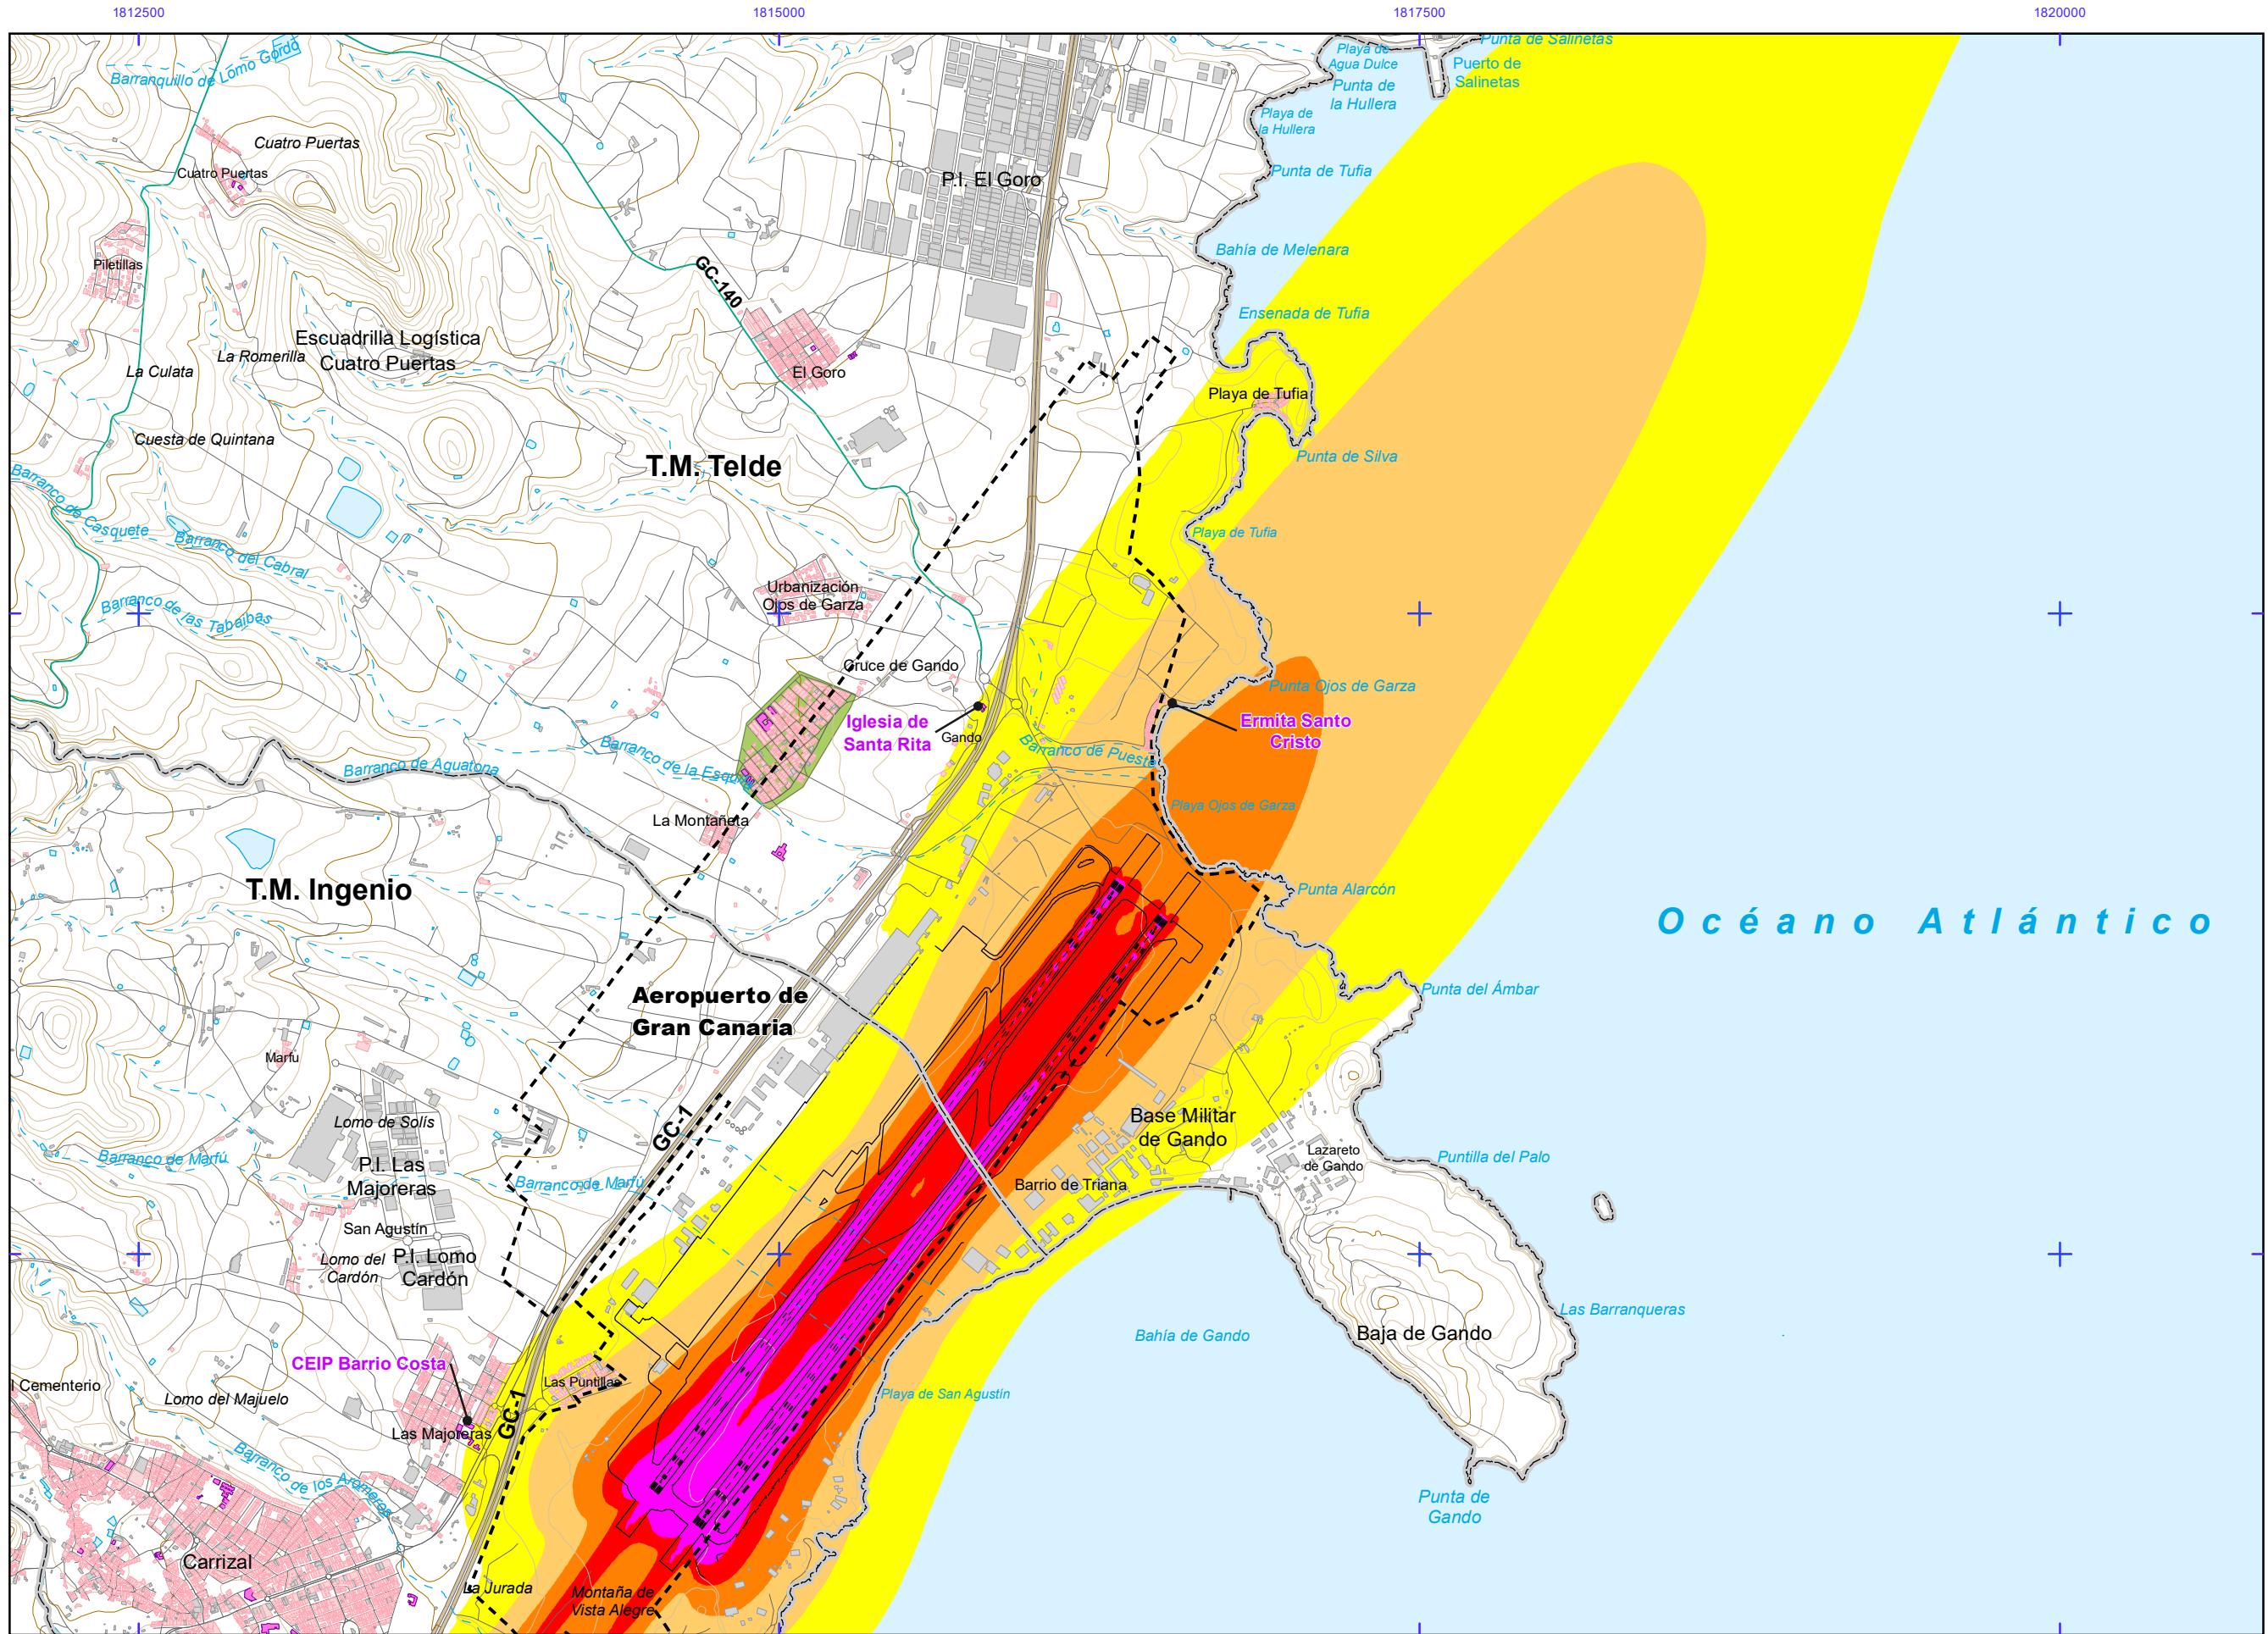 1812500
1815000
1817500
1820000
Barranquillo de Lomo Gordo
Playa de
Agua Dulce
Punta de Salinetas
Puerto de
Salinetas
Punta de
la Hullera
Playa de
la Hullera
Cuatro Puertas
Cuatro Puertas
P.I. El Goro
Punta de Tufia
Piletillas
Bahía de Melenara
GC-140
Ensenada de Tufia
Escuadrilla Logística
Cuatro Puertas
La Romerilla
La Culata
El Goro
Playa de Tufia
Cuesta de Quintana
T.M. Telde
Punta de Silva
Barranco
de Casquete
Barranco del Cabral
Playa de Tufia
Urbanización
Ojos de Garza
Barranco de las Tabaibas
Cruce de Gando
Punta Ojos de Garza
Iglesia de
Santa Rita
Gando
Ermita Santo
Cristo
Barranco de la Esquina
Barranco de Pueste
Barranco de Aguatona
Playa Ojos de Garza
La Montañeta
T.M. Ingenio
Punta Alarcón
Océano Atlántico
Aeropuerto de
Gran Canaria
Punta del Ámbar
Marfu
Lomo de Solís
GC-1
Base Militar
de Gando
Barranco de Marfú
P.I. Las
Majoreras
Barranco de Marfú
Lazareto
de Gando
Puntilla del Palo
Barrio de Triana
San Agustín
Lomo del
Cardón
P.I. Lomo
Cardón
Las Barranqueras
Bahía de Gando
Baja de Gando
CEIP Barrio Costa
l Cementerio
Lomo del Majuelo
Las Puntillas
Playa de San Agustín
GC-1
Las Majoreras
Barranco de los Aromeros
Punta de
Gando
Carrizal
La Jurada
Montaña de
Vista Alegre